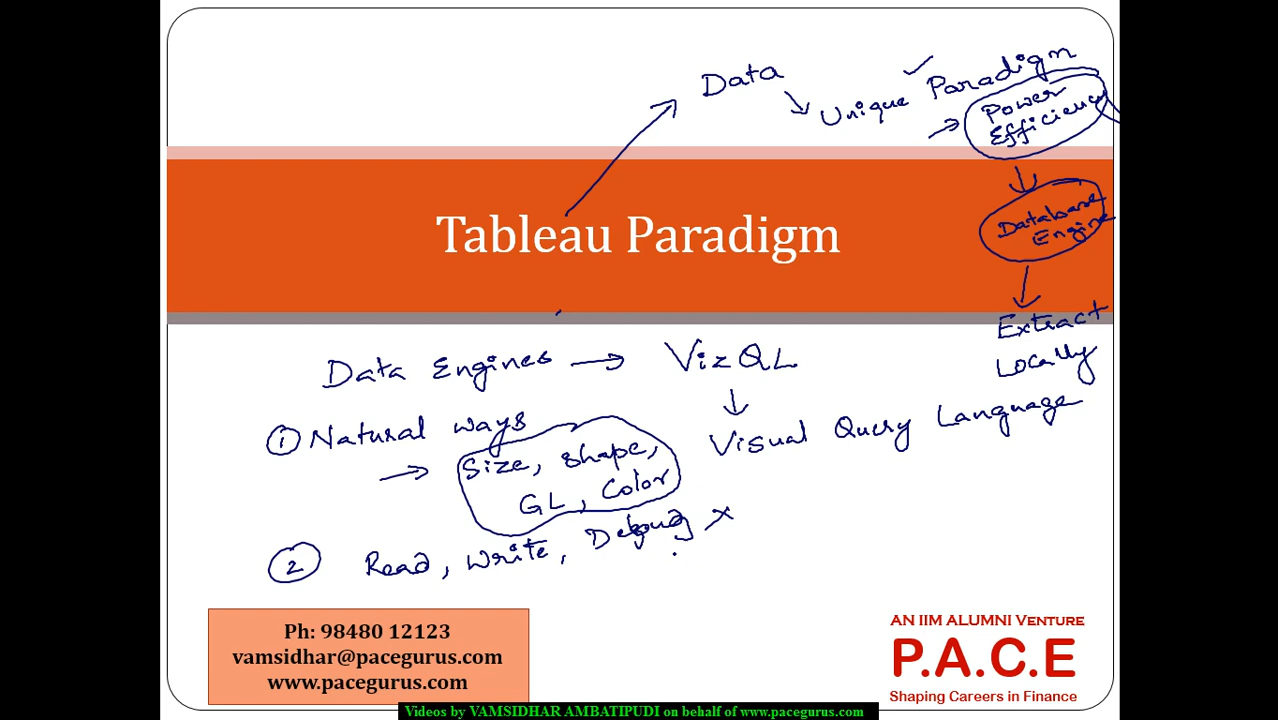 Data
Unique Paradigm
Power
Efficiency
Tableau Paradigm
Database
Engine
Extract
Locally
Data Engines → VizQL
Visual Query Language
① Natural ways
→ Size, shape,
GL, Color
② Read, Write, Debug x
Ph: 98480 12123
vamsidhar@pacegurus.com
www.pacegurus.com
AN IIM ALUMNI VENTURE
P.A.C.E
Shaping Careers in Finance
Videos by VAMSIDHAR AMBATIPUDI on behalf of www.pacegurus.com